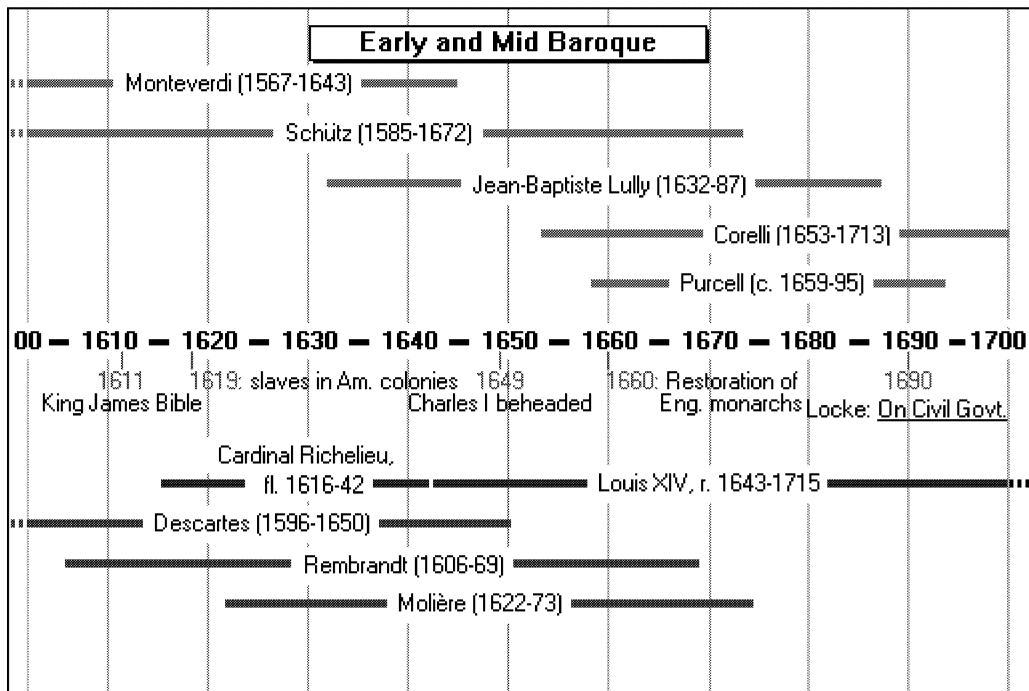 Early and Mid Baroque
Monteverdi (1567-1643)
Schütz (1585-1672)
Jean-Baptiste Lully (1632-87)
Corelli (1653-1713)
Purcell (c. 1659-95)
00 – 1610 – 1620 – 1630 – 1640 – 1650 – 1660 – 1670 – 1680 – 1690 – 1700
1611 1619: slaves in Am. colonies 1649 1660: Restoration of 1690
King James Bible Charles I beheaded Eng. monarchs Locke: On Civil Govt.
Cardinal Richelieu,
fl. 1616-42 Louis XIV, r. 1643-1715
Descartes (1596-1650)
Rembrandt (1606-69)
Molière (1622-73)